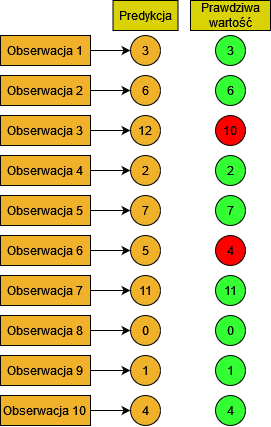 Predykcja
Prawdziwa
wartość
Obserwacja 1 3 3
Obserwacja 2 6 6
Obserwacja 3 12 10
Obserwacja 4 2 2
Obserwacja 5 7 7
Obserwacja 6 5 4
Obserwacja 7 11 11
Obserwacja 8 0 0
Obserwacja 9 1 1
Obserwacja 10 4 4